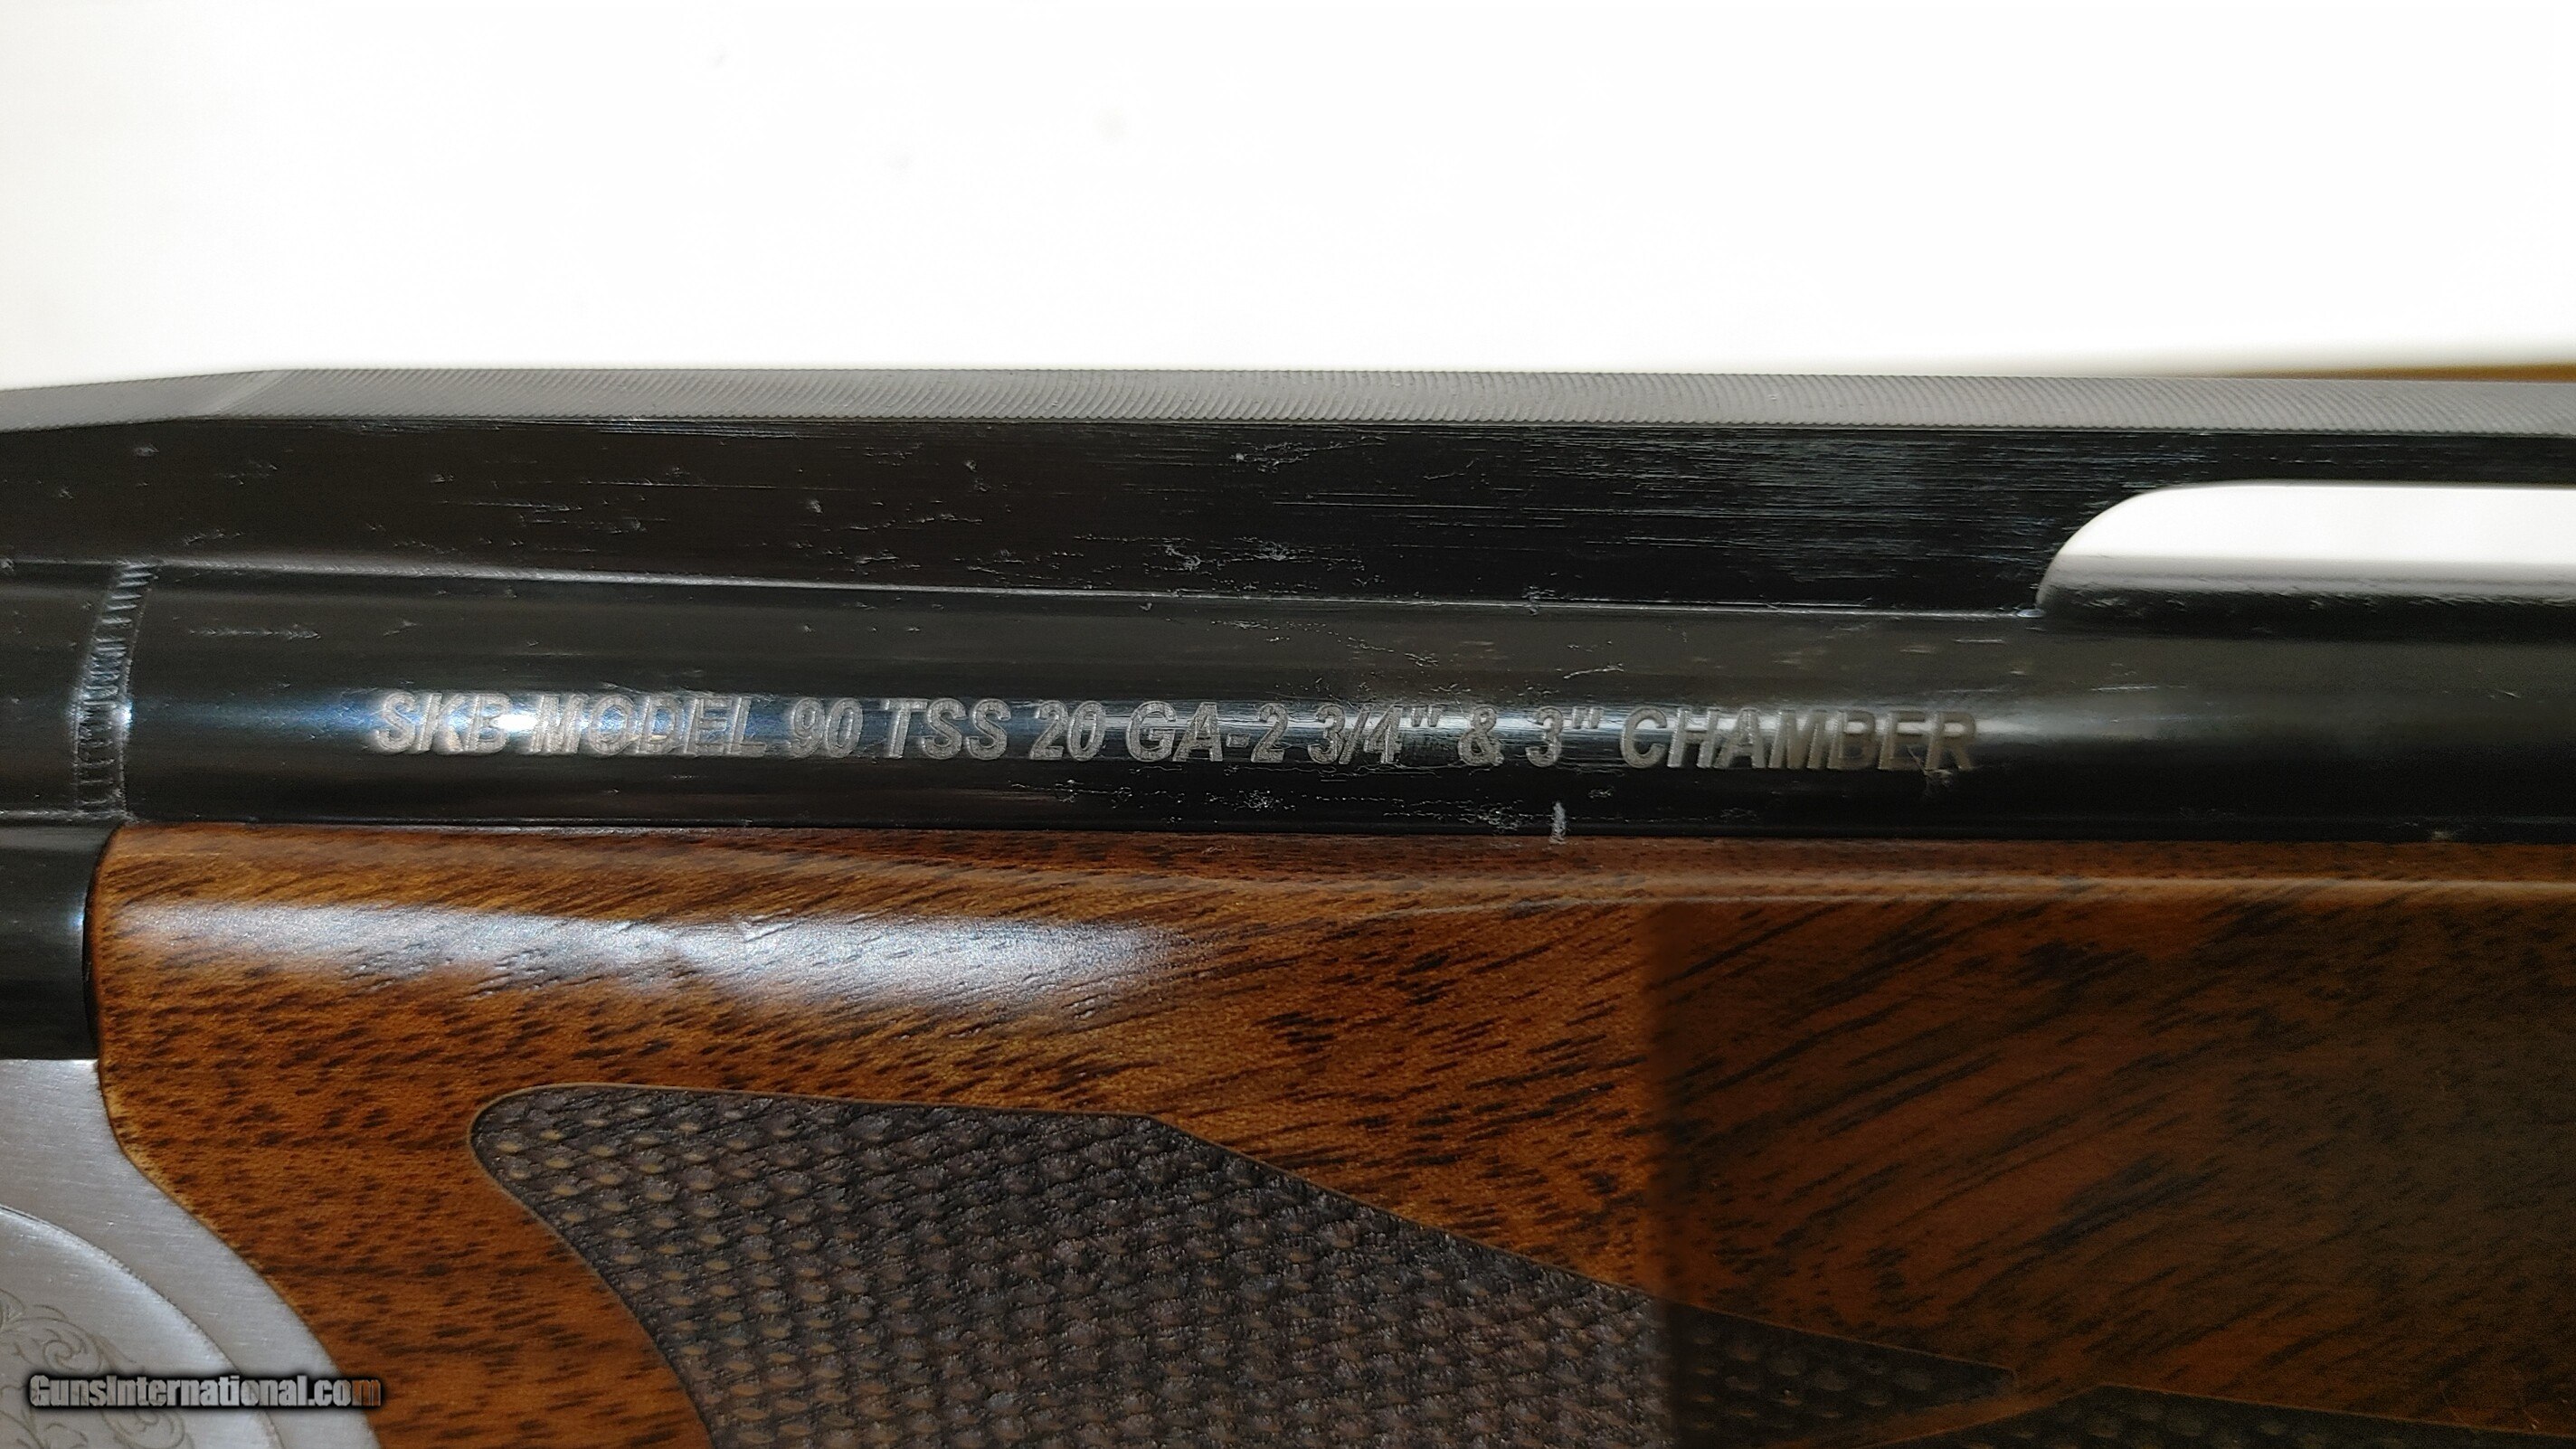 SKB MODEL 90 TSS 20 GA-2 3/4" & 3" CHAMBER
GunsInternational.com